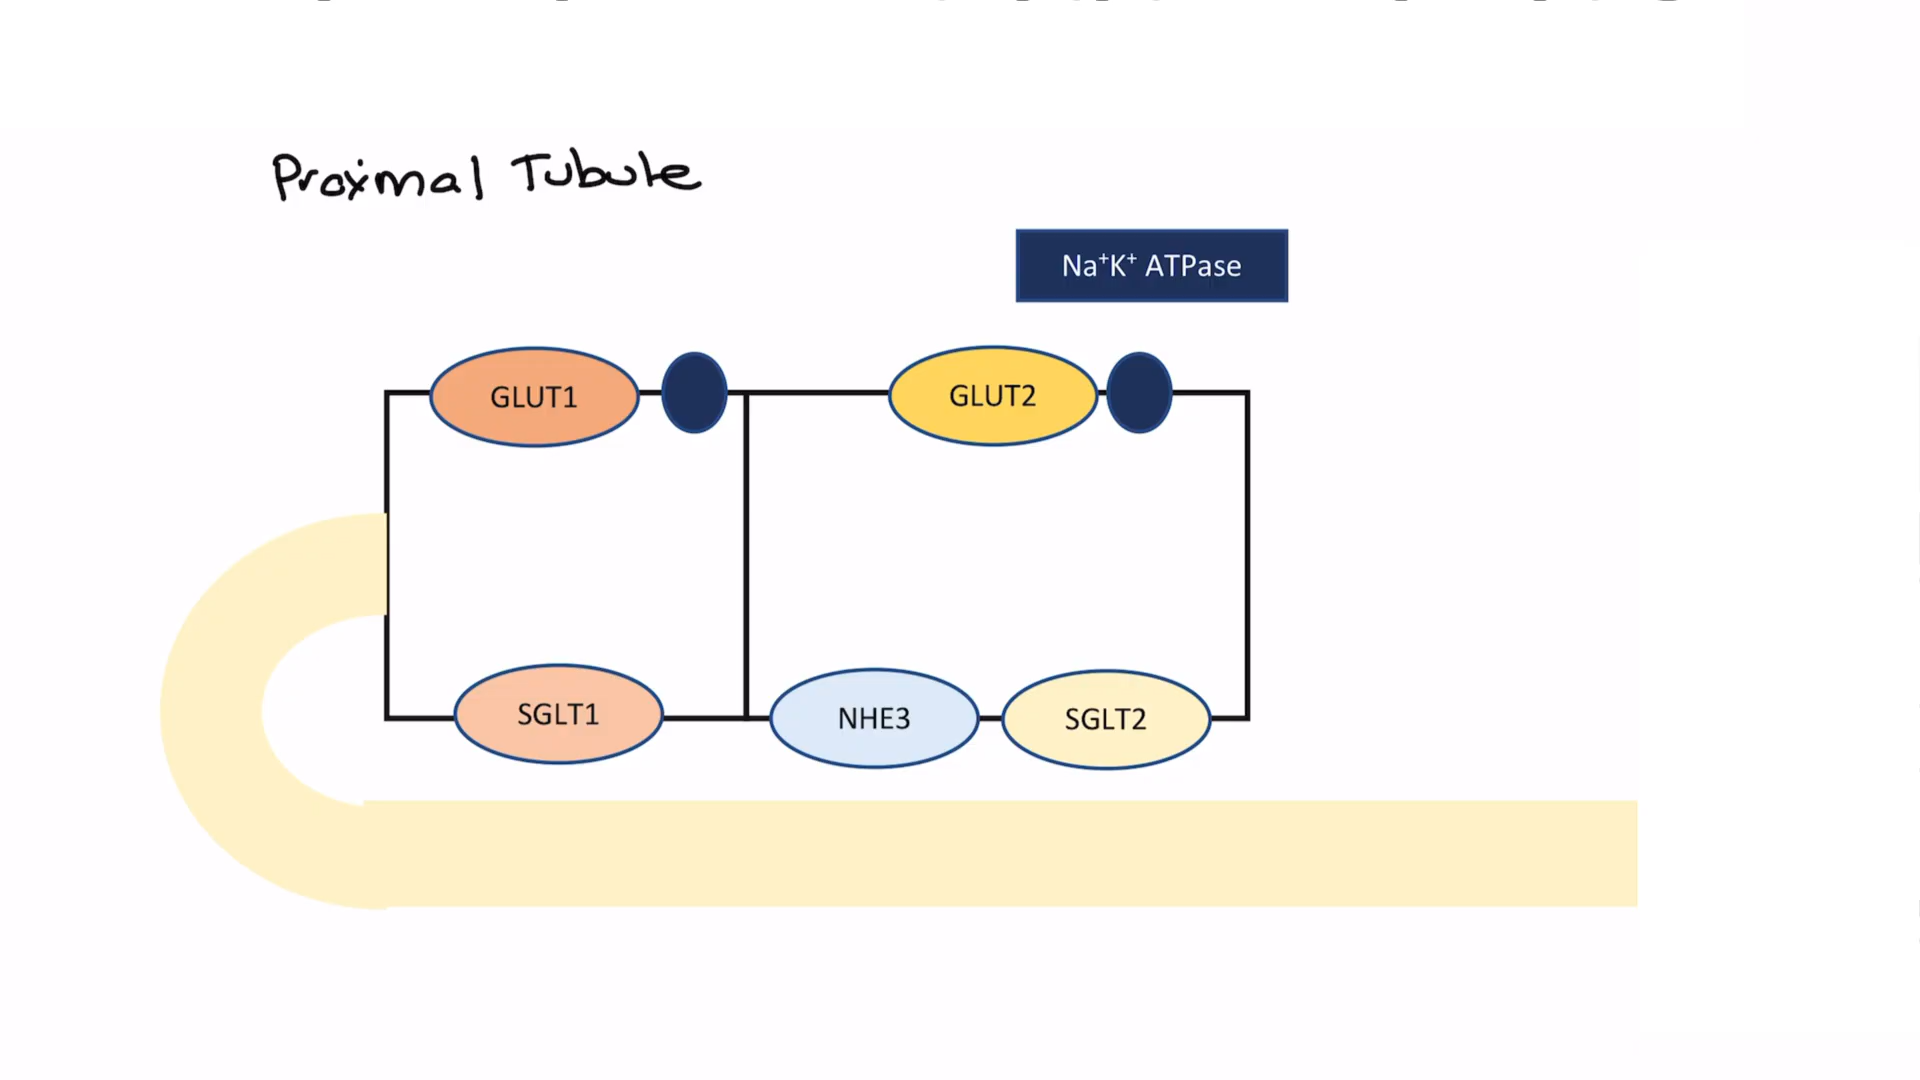 Proximal Tubule
Na⁺K⁺ ATPase
GLUT1
GLUT2
SGLT1
NHE3
SGLT2